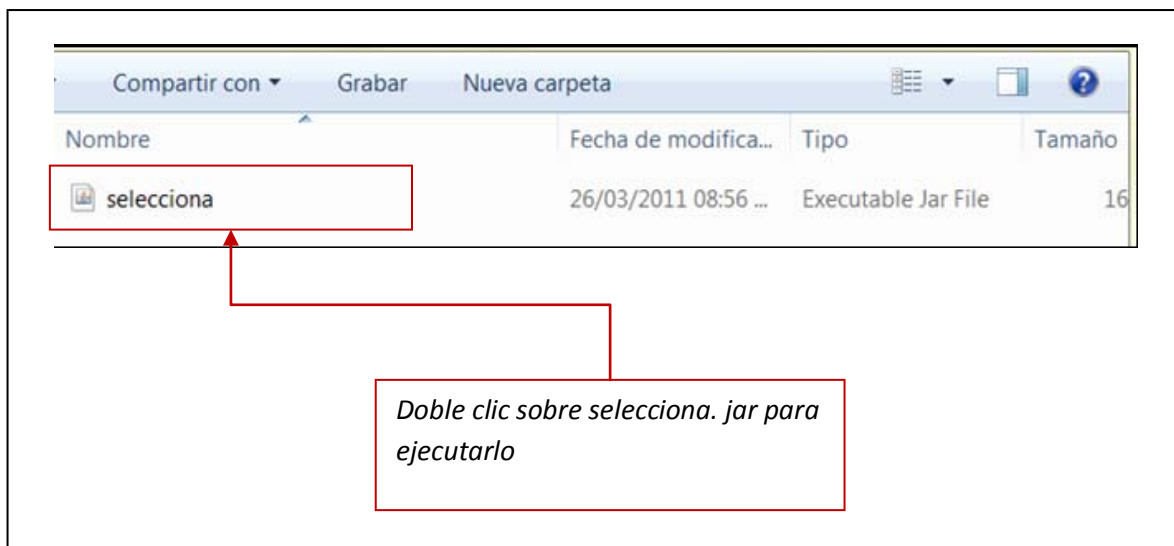 Compartir con Grabar Nueva carpeta
Nombre Fecha de modifica... Tipo Tamaño
selecciona 26/03/2011 08:56 ... Executable Jar File 16
Doble clic sobre selecciona. jar para
ejecutarlo